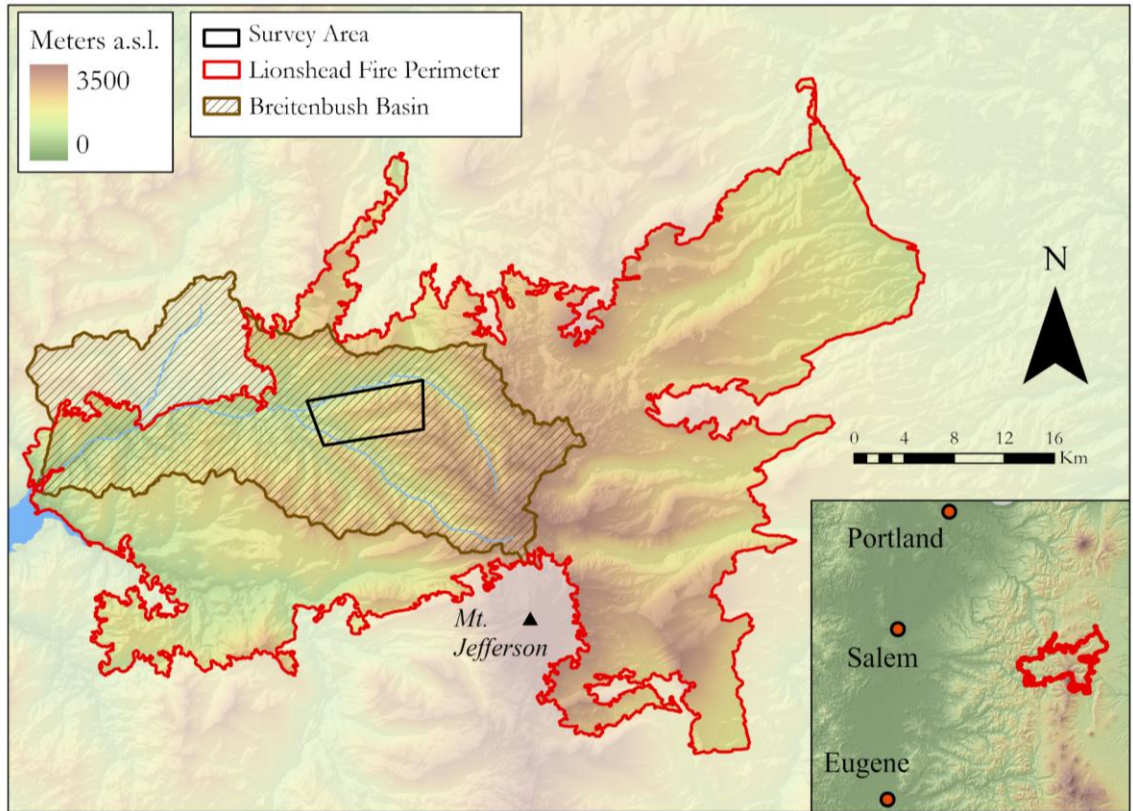 Meters a.s.l.
3500
0
Survey Area
Lionshead Fire Perimeter
Breitenbush Basin
N
0 4 8 12 16
Km
Mt.
Jefferson
Portland
Salem
Eugene